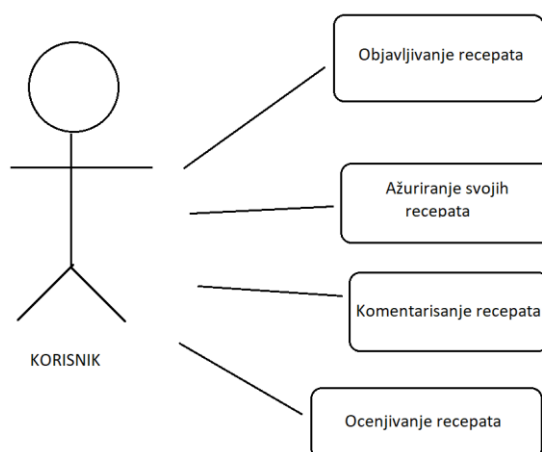 Objavljivanje recepata
Ažuriranje svojih
recepata
Komentarisanje recepata
KORISNIK
Ocenjivanje recepata